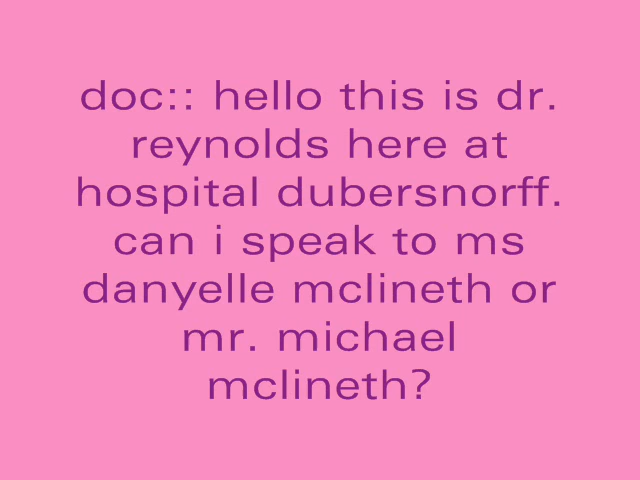 doc:: hello this is dr.
reynolds here at
hospital dubersnorff.
can i speak to ms
danyelle mclineth or
mr. michael
mclineth?